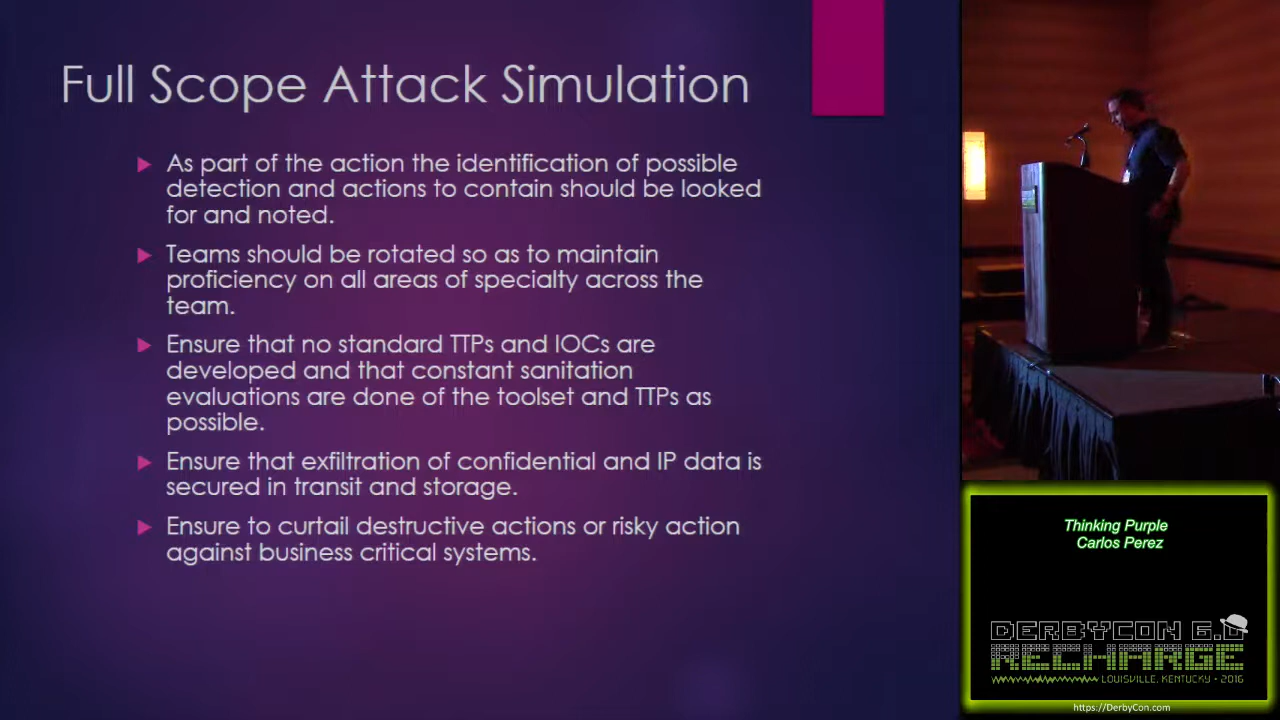 Full Scope Attack Simulation
As part of the action the identification of possible
detection and actions to contain should be looked
for and noted.
Teams should be rotated so as to maintain
proficiency on all areas of specialty across the
team.
Ensure that no standard TTPs and IOCs are
developed and that constant sanitation
evaluations are done of the toolset and TTPs as
possible.
Ensure that exfiltration of confidential and IP data is
secured in transit and storage.
Ensure to curtail destructive actions or risky action
against business critical systems.
Thinking Purple
Carlos Perez
DERBYCON 6.0
RECHARGE
LOUISVILLE, KENTUCKY • 2016
https://DerbyCon.com